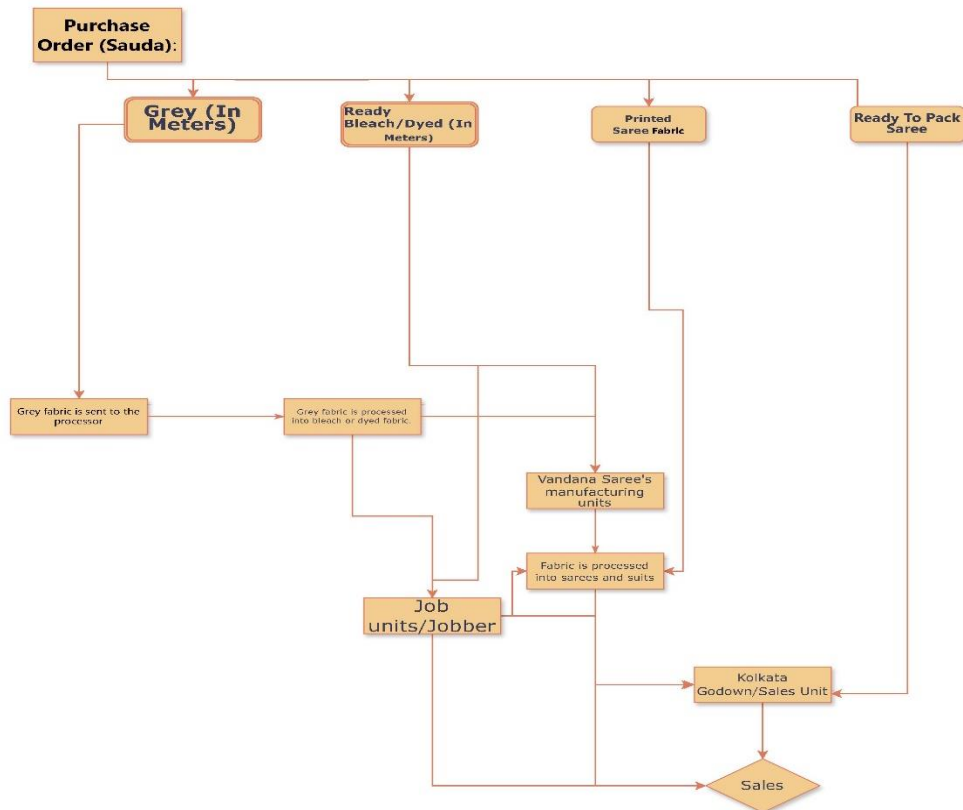 Purchase
Order (Sauda):
Grey (In
Meters)
Ready
Bleach/Dyed (In
Meters)
Printed
Saree Fabric
Ready To Pack
Saree
Grey fabric is sent to the
processor
Grey fabric is processed
into bleach or dyed fabric.
Vandana Saree's
manufacturing
units
Fabric is processed
into sarees and suits
Job
units/Jobber
Kolkata
Godown/Sales Unit
Sales